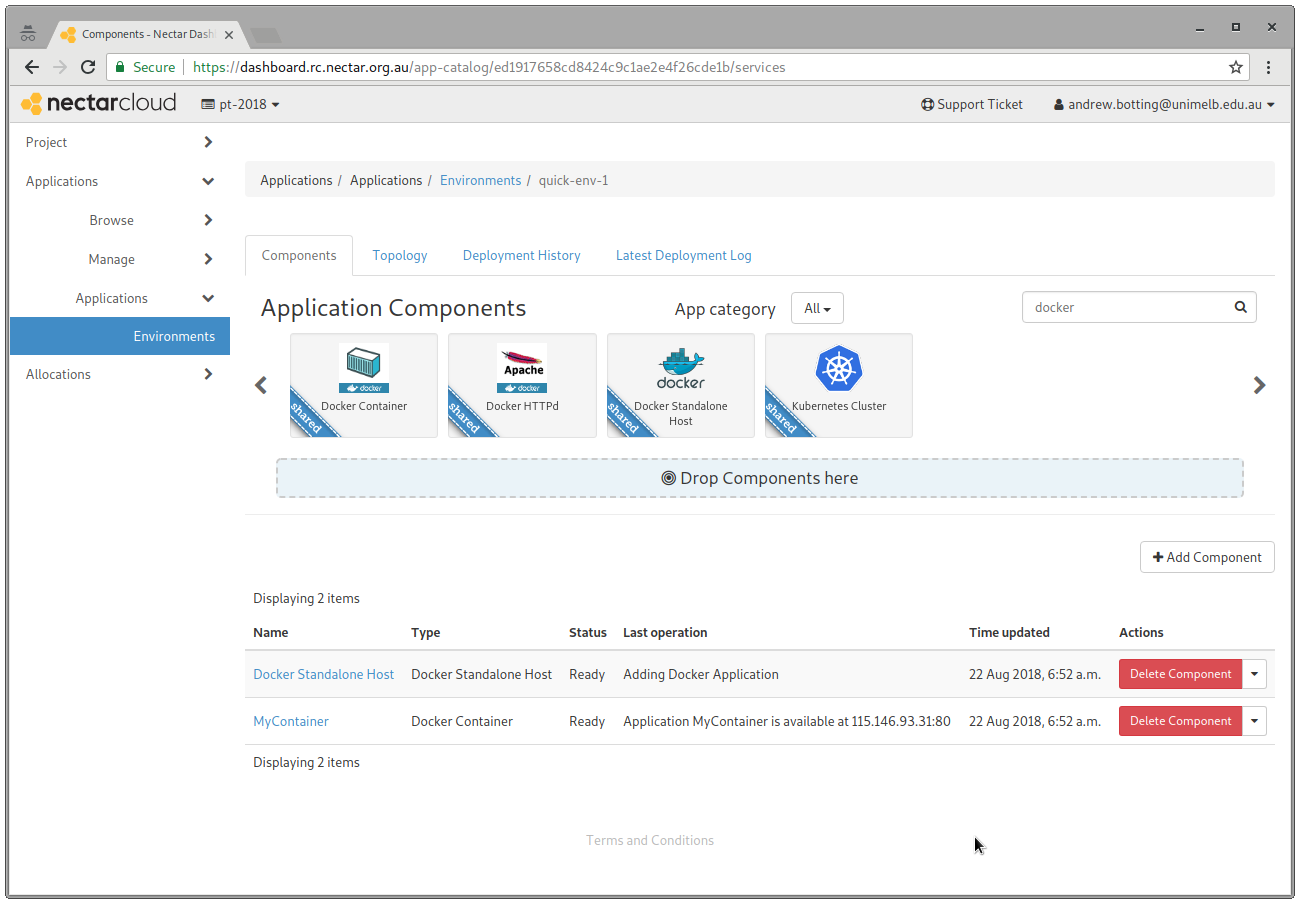 Components - Nectar Dash
Secure https://dashboard.rc.nectar.org.au/app-catalog/ed1917658cd8424c9c1ae2e4f26cde1b/services
nectarcloud pt-2018 Support Ticket andrew.botting@unimelb.edu.au
Project
Applications
Browse
Manage
Applications
Environments
Allocations
Applications / Applications / Environments / quick-env-1
Components Topology Deployment History Latest Deployment Log
Application Components App category All docker
docker
shared
Docker Container
Apache
docker
shared
Docker HTTPd
docker
shared
Docker Standalone
Host
shared
Kubernetes Cluster
Drop Components here
Add Component
Displaying 2 items
Name Type Status Last operation Time updated Actions
Docker Standalone Host Docker Standalone Host Ready Adding Docker Application 22 Aug 2018, 6:52 a.m. Delete Component
MyContainer Docker Container Ready Application MyContainer is available at 115.146.93.31:80 22 Aug 2018, 6:52 a.m. Delete Component
Displaying 2 items
Terms and Conditions